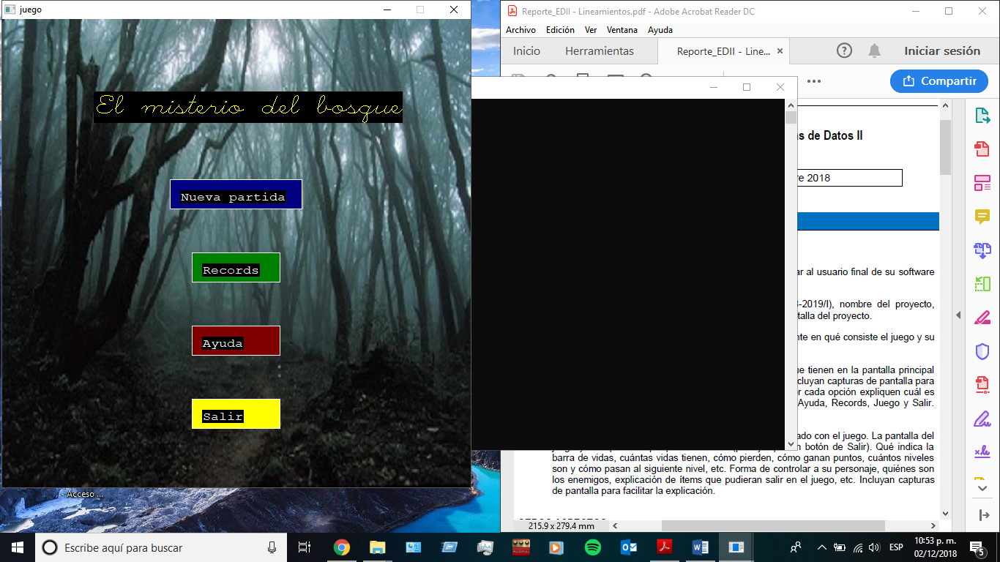 juego
El misterio del bosque
Nueva partida
Records
Ayuda
Salir
Acceso ...
Reporte_EDII - Lineamientos.pdf - Adobe Acrobat Reader DC
Archivo Edición Ver Ventana Ayuda
Inicio Herramientas Reporte_EDII - Line... × ? Iniciar sesión
Compartir
de Datos II
2018
ar al usuario final de su software
-2019/I), nombre del proyecto,
talla del proyecto.
nte en qué consiste el juego y su
ue tienen en la pantalla principal
cluyan capturas de pantalla para
cada opción expliquen cuál es
Ayuda, Records, Juego y Salir.
ado con el juego. La pantalla del
botón de Salir). Qué indica la
barra de vidas, cuántas vidas tienen, cómo pierden, cómo ganan puntos, cuántos niveles
son y cómo pasan al siguiente nivel, etc. Forma de controlar a su personaje, quiénes son
los enemigos, explicación de ítems que pudieran salir en el juego, etc. Incluyan capturas
de pantalla para facilitar la explicación.
215.9 x 279.4 mm
Escribe aquí para buscar
ESP
10:53 p. m.
02/12/2018
5